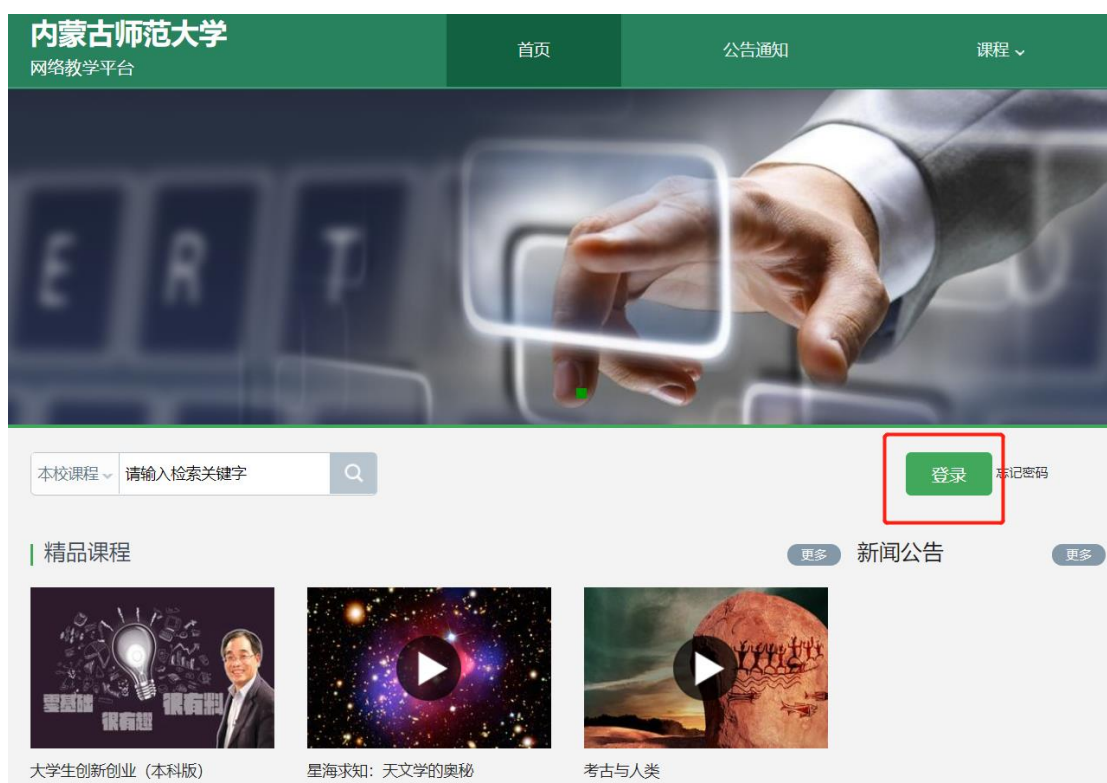 内蒙古师范大学
网络教学平台
首页
公告通知
课程
E R T
本校课程
请输入检索关键字
登录
忘记密码
精品课程
更多
新闻公告
更多
零基础
很有趣
很有料
大学生创新创业（本科版）
星海求知：天文学的奥秘
考古与人类